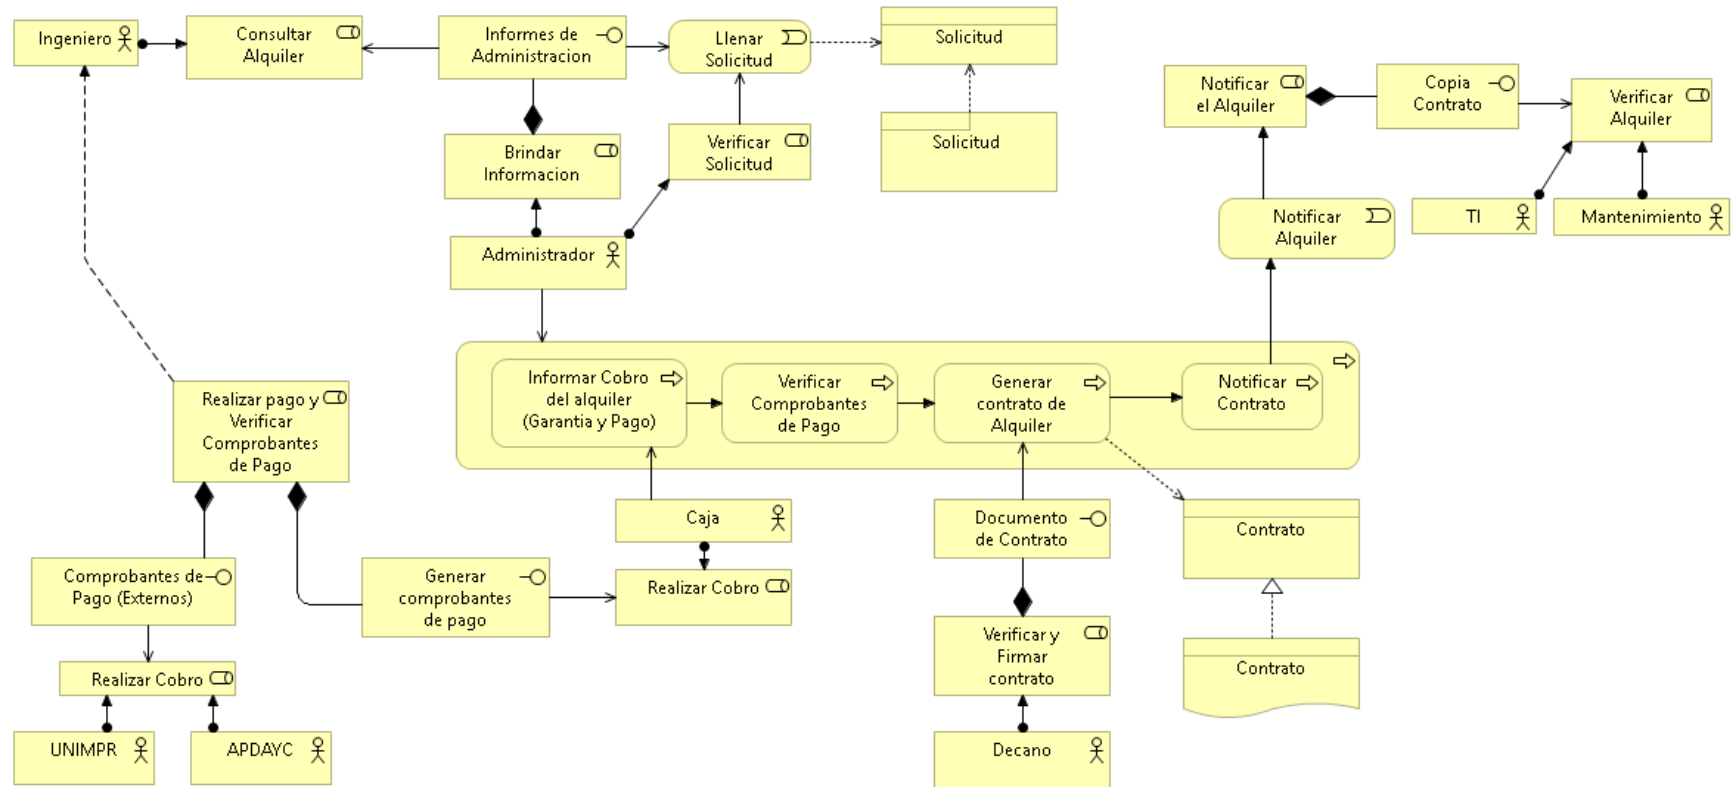 Ingeniero
Consultar
Alquiler
Informes de
Administracion
Llenar
Solicitud
Solicitud
Notificar
el Alquiler
Copia
Contrato
Verificar
Alquiler
Brindar
Informacion
Verificar
Solicitud
Solicitud
Administrador
Notificar
Alquiler
TI
Mantenimiento
Informar Cobro
del alquiler
(Garantia y Pago)
Verificar
Comprobantes
de Pago
Generar
contrato de
Alquiler
Notificar
Contrato
Realizar pago y
Verificar
Comprobantes
de Pago
Caja
Documento
de Contrato
Contrato
Comprobantes de
Pago (Externos)
Generar
comprobantes
de pago
Realizar Cobro
Verificar y
Firmar
contrato
Contrato
Realizar Cobro
UNIMPR
APDAYC
Decano